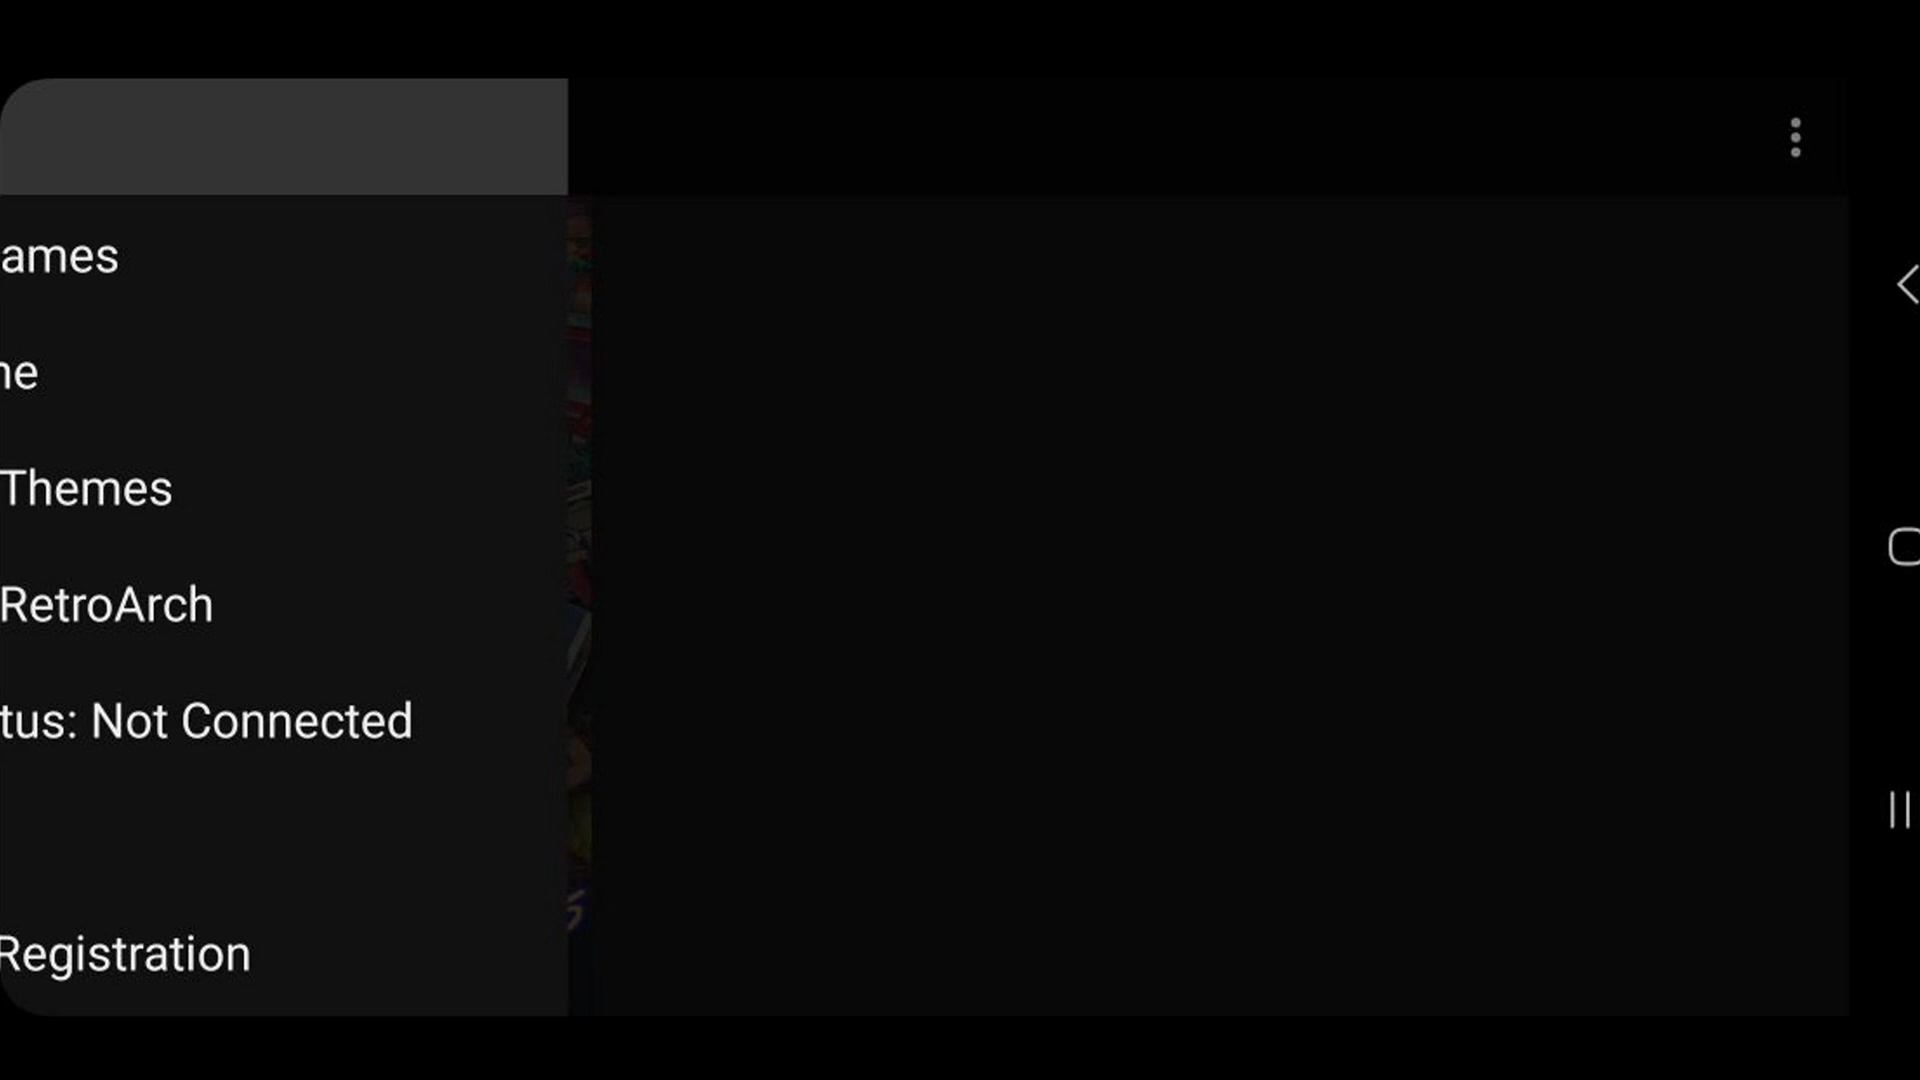 ames
ne
Themes
RetroArch
tus: Not Connected
Registration